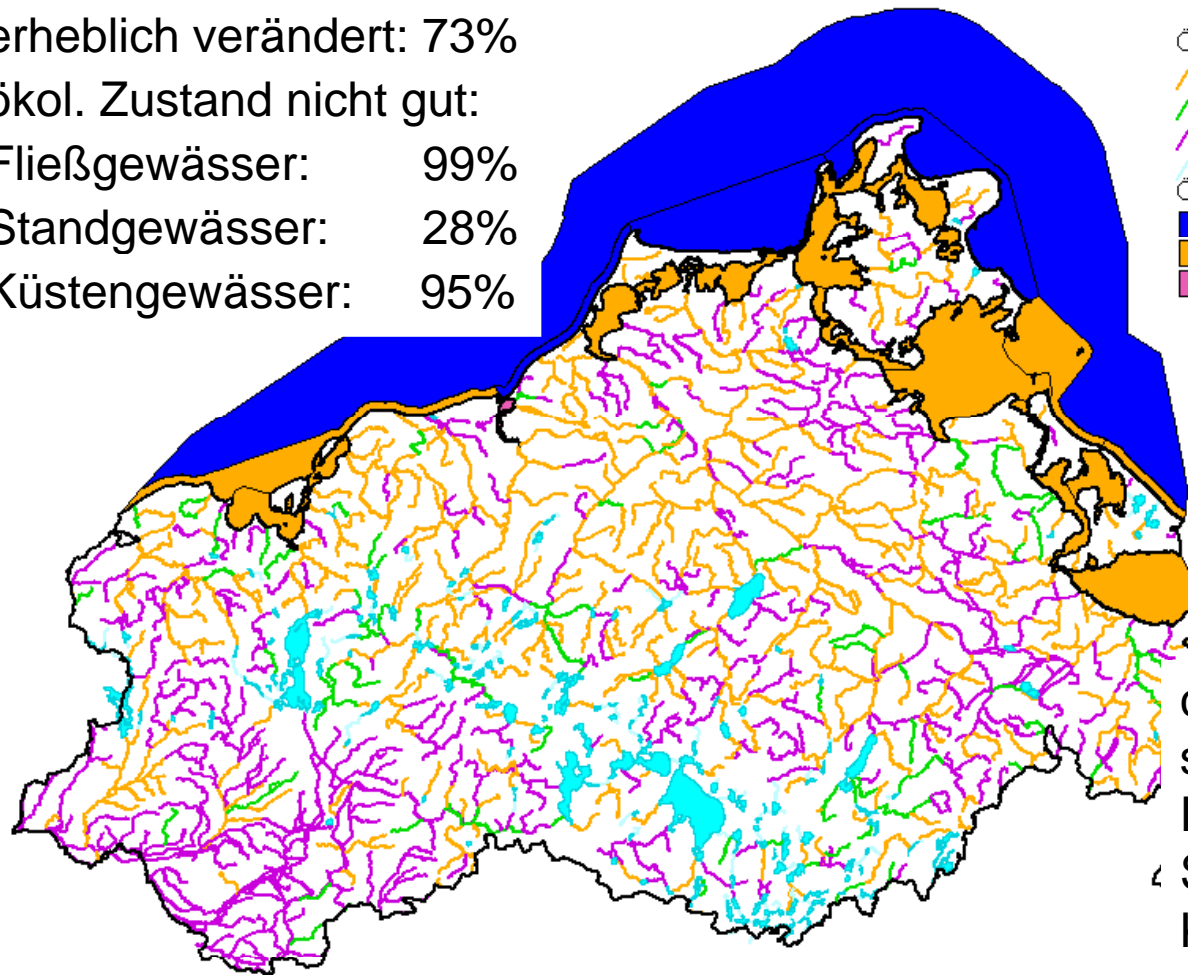 erheblich verändert: 73%
ökol. Zustand nicht gut:
Fließgewässer: 99%
Standgewässer: 28%
Küstengewässer: 95%